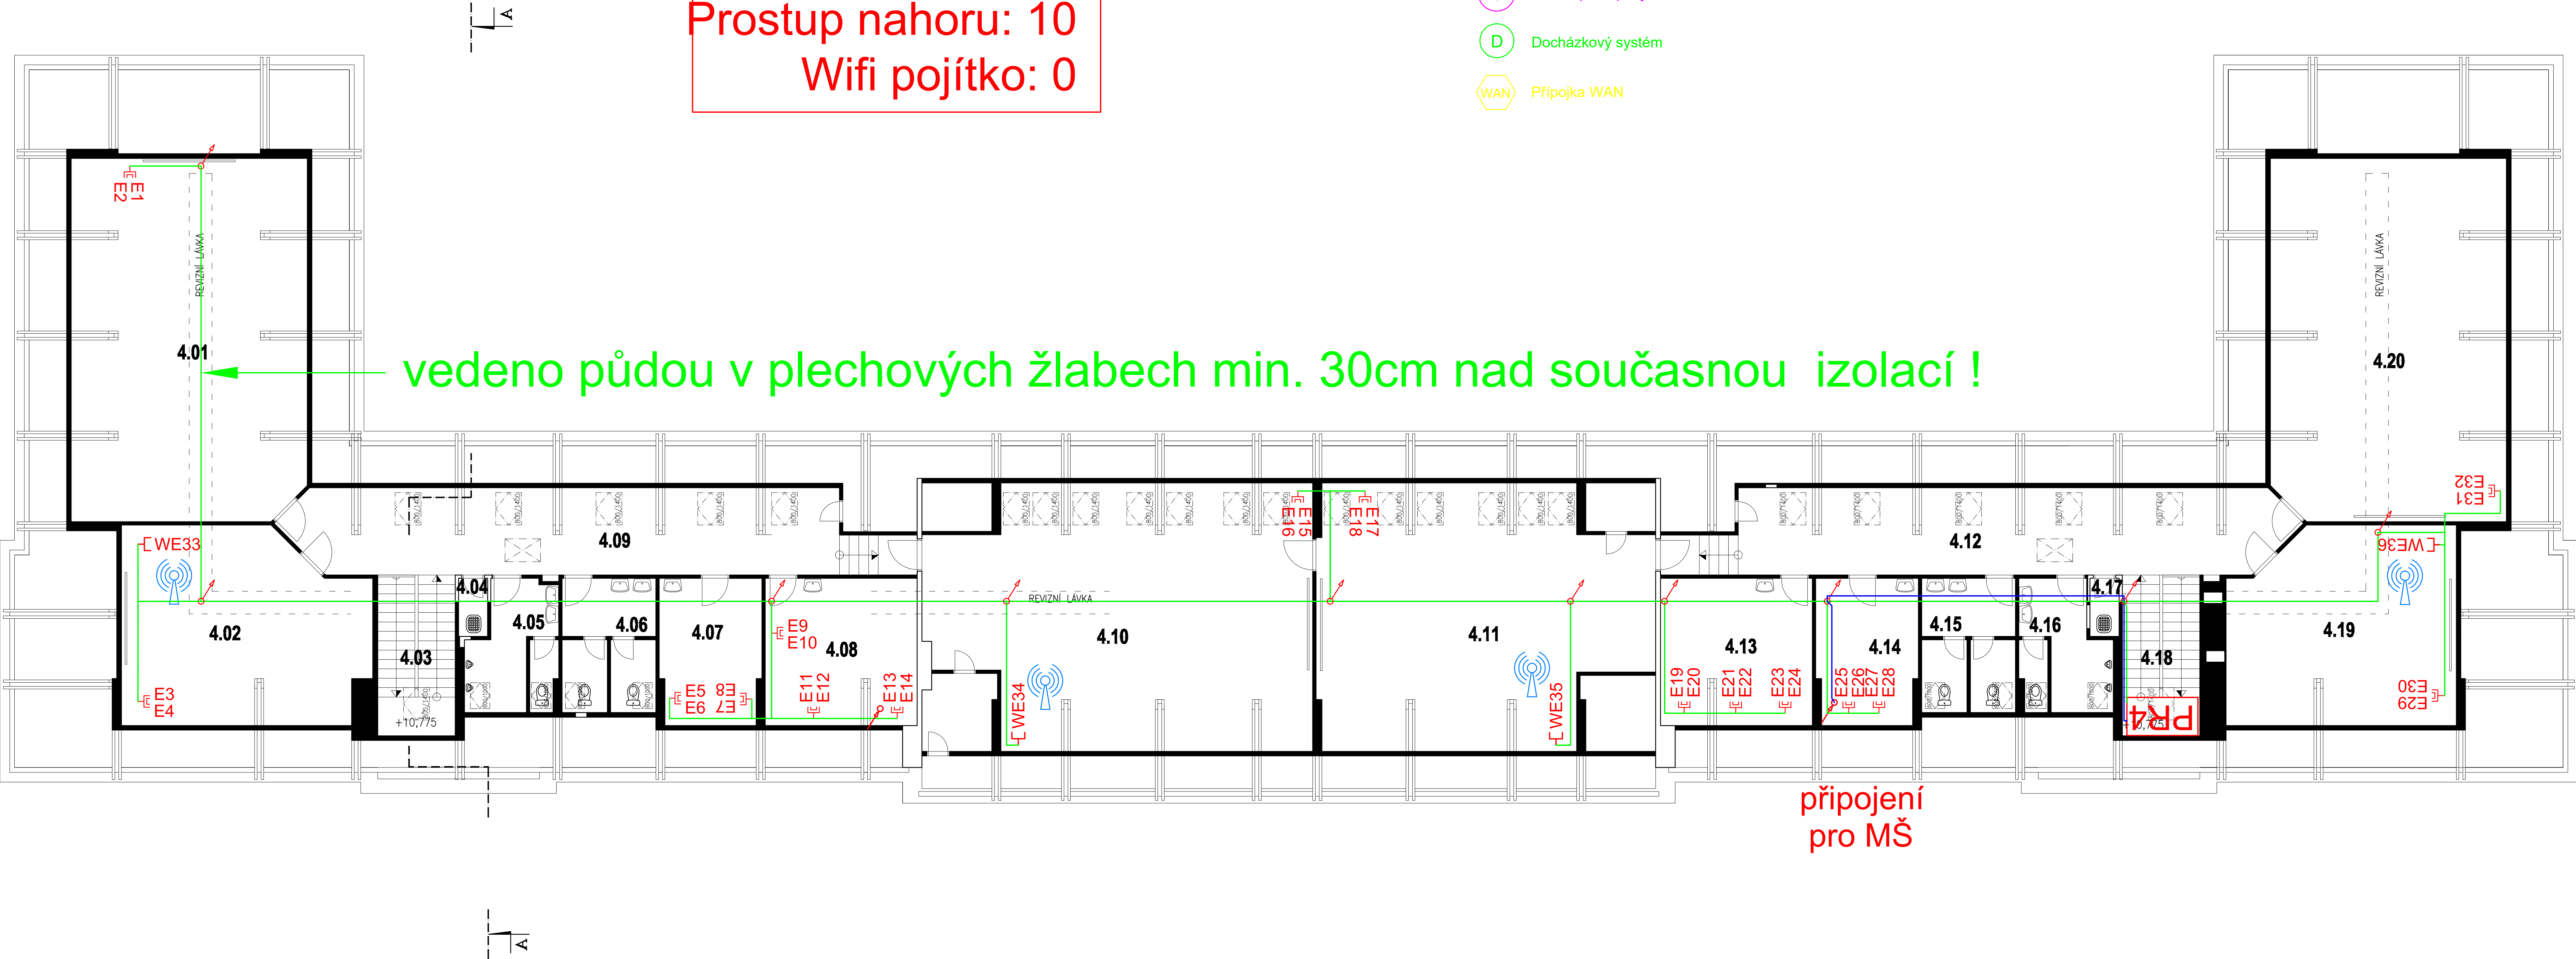 A
Prostup nahoru: 10
Wifi pojítko: 0
D Docházkový systém
WAN Přípojka WAN
E1
E2
REVIZNÍ LÁVKA
4.01
vedeno půdou v plechových žlabech min. 30cm nad současnou izolací !
REVIZNÍ LÁVKA
4.20
E32
E31
E16
E15
E18
E17
WE33
4.09
4.12
WE36
4.02
4.03
4.04
4.05
4.06
4.07
E9
E10
4.08
REVIZNÍ LÁVKA
4.10
4.11
4.13
4.14
4.15
4.16
4.17
4.18
4.19
E3
E4
+10,775
E5
E6
E8
E7
E11
E12
E13
E14
WE34
WE35
E19
E20
E21
E22
E23
E24
E25
E26
E27
E28
PR4
E30
E29
připojení
pro MŠ
A